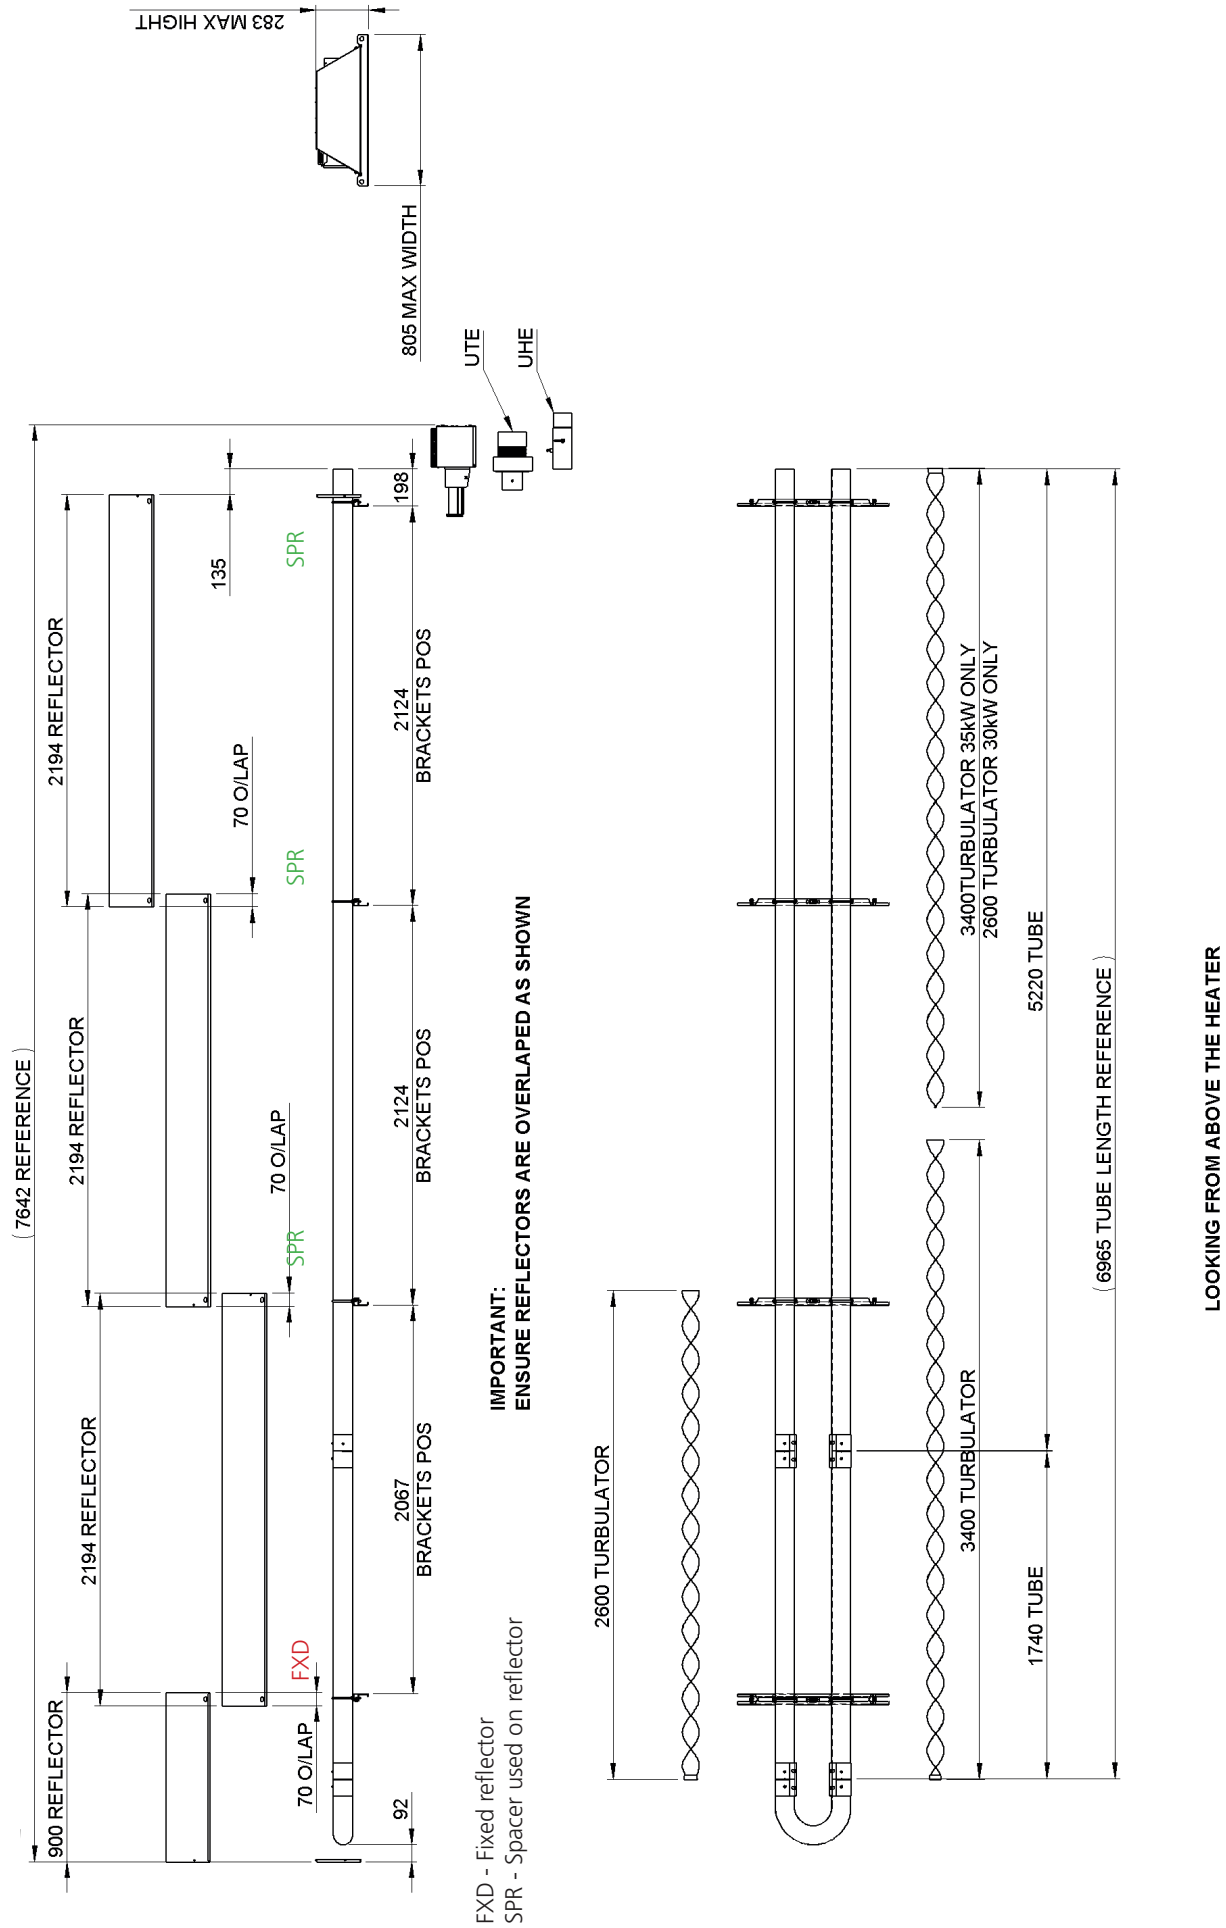 283 MAX HIGHT
805 MAX WIDTH
UTE
UHE
( 7642 REFERENCE )
2194 REFLECTOR
135
198
SPR
70 O/LAP
2124
BRACKETS POS
SPR
2194 REFLECTOR
70 O/LAP
2124
BRACKETS POS
SPR
2194 REFLECTOR
2067
BRACKETS POS
FXD
900 REFLECTOR
70 O/LAP
92
IMPORTANT:
ENSURE REFLECTORS ARE OVERLAPED AS SHOWN
FXD - Fixed reflector
SPR - Spacer used on reflector
2600 TURBULATOR
3400TURBULATOR 35kW ONLY
2600 TURBULATOR 30kW ONLY
3400 TURBULATOR
5220 TUBE
1740 TUBE
( 6965 TUBE LENGTH REFERENCE )
LOOKING FROM ABOVE THE HEATER